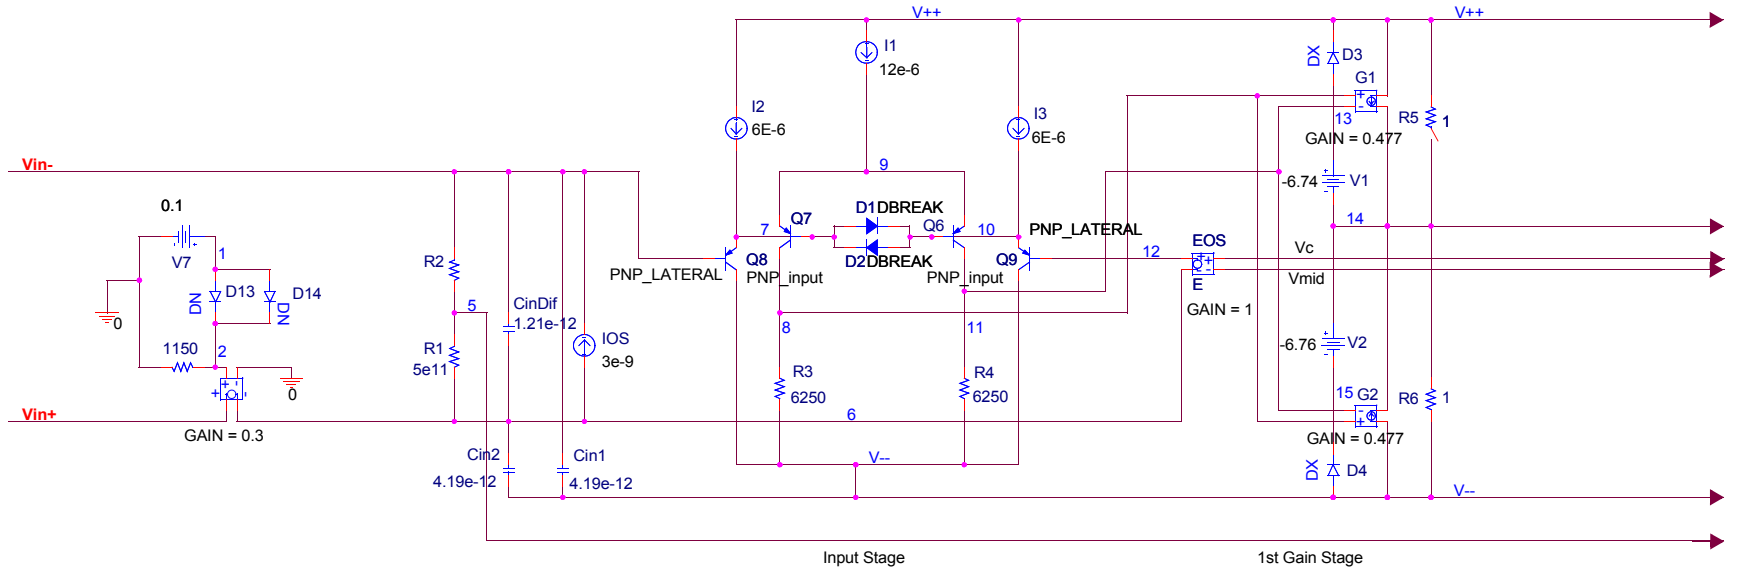 V++
V++
I1
12e-6
DX
D3
G1
I2
6E-6
I3
6E-6
13
R5
1
GAIN = 0.477
Vin-
9
-6.74
V1
0.1
D1DBREAK
14
7
Q7
Q6
10
PNP_LATERAL
EOS
1
V7
12
Vc
R2
Q8
D2DBREAK
Q9
PNP_LATERAL
PNP_input
PNP_input
E
Vmid
DN
D13
D14
DN
5
CinDif
1.21e-12
GAIN = 1
0
8
11
1150
2
R1
5e11
IOS
3e-9
-6.76
V2
R3
6250
R4
6250
0
15
G2
R6
1
Vin+
6
GAIN = 0.3
GAIN = 0.477
Cin2
4.19e-12
Cin1
4.19e-12
V--
DX
D4
V--
Input Stage
1st Gain Stage